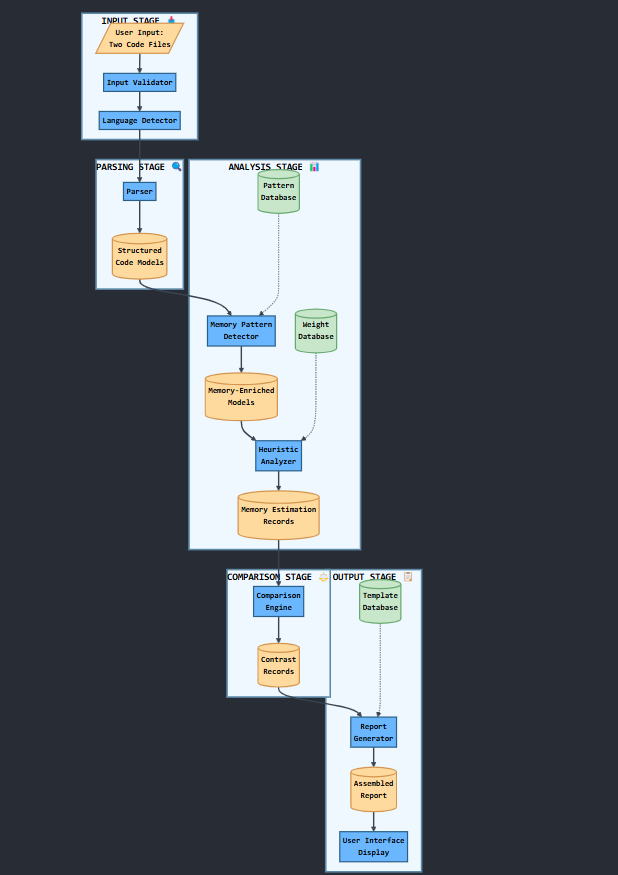 INPUT STAGE
User Input:
Two Code Files
Input Validator
Language Detector
PARSING STAGE
Parser
Structured
Code Models
ANALYSIS STAGE
Pattern
Database
Memory Pattern
Detector
Weight
Database
Memory-Enriched
Models
Heuristic
Analyzer
Memory Estimation
Records
COMPARISON STAGE
Comparison
Engine
Contrast
Records
OUTPUT STAGE
Template
Database
Report
Generator
Assembled
Report
User Interface
Display